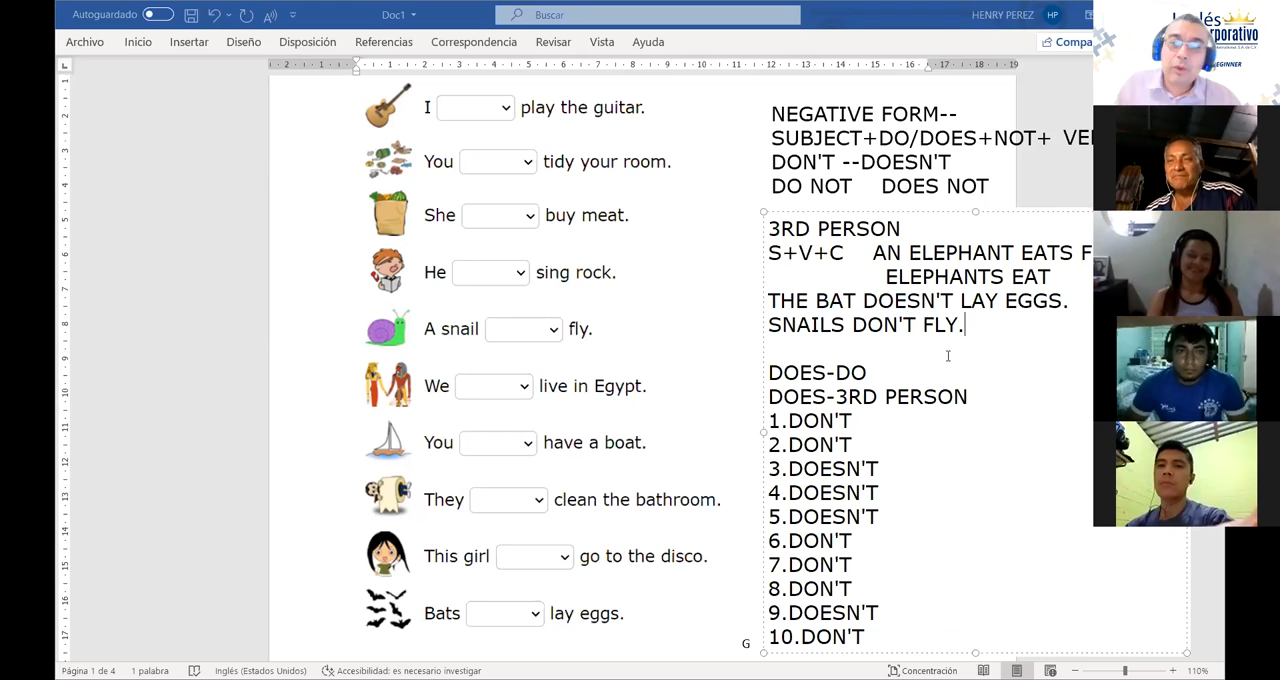 Autoguardado
Doc1
Buscar
HENRY PEREZ
HP
Archivo
Inicio
Insertar
Diseño
Disposición
Referencias
Correspondencia
Revisar
Vista
Ayuda
I play the guitar.
You tidy your room.
She buy meat.
He sing rock.
A snail fly.
We live in Egypt.
You have a boat.
They clean the bathroom.
This girl go to the disco.
Bats lay eggs.
NEGATIVE FORM--
SUBJECT+DO/DOES+NOT+
DON'T --DOESN'T
DO NOT DOES NOT
3RD PERSON
S+V+C AN ELEPHANT EATS
ELEPHANTS EAT
THE BAT DOESN'T LAY EGGS.
SNAILS DON'T FLY.
DOES-DO
DOES-3RD PERSON
1.DON'T
2.DON'T
3.DOESN'T
4.DOESN'T
5.DOESN'T
6.DON'T
7.DON'T
8.DON'T
9.DOESN'T
10.DON'T
G
Página 1 de 4
1 palabra
Inglés (Estados Unidos)
Accesibilidad: es necesario investigar
Concentración
110%